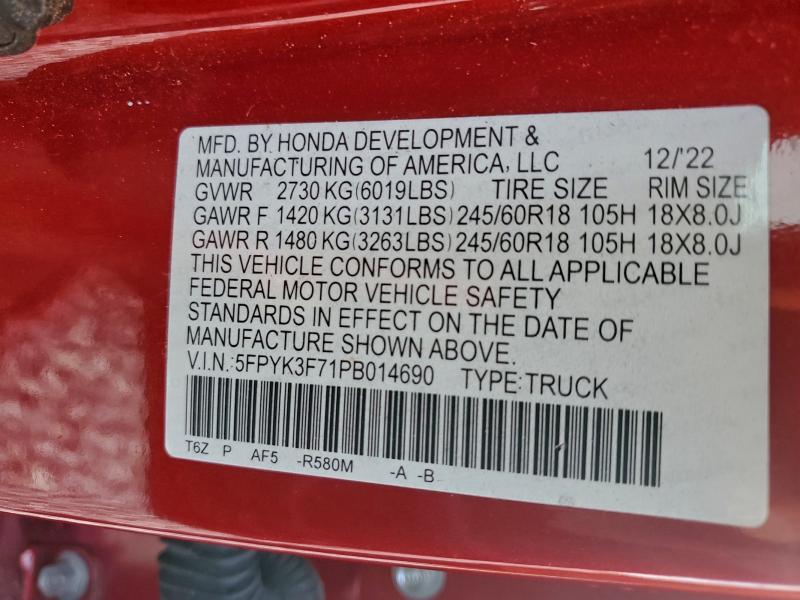 MFD. BY HONDA DEVELOPMENT &
MANUFACTURING OF AMERICA, LLC 12/'22
GVWR 2730 KG(6019LBS) TIRE SIZE RIM SIZE
GAWR F 1420 KG(3131LBS) 245/60R18 105H 18X8.0J
GAWR R 1480 KG(3263LBS) 245/60R18 105H 18X8.0J
THIS VEHICLE CONFORMS TO ALL APPLICABLE
FEDERAL MOTOR VEHICLE SAFETY
STANDARDS IN EFFECT ON THE DATE OF
MANUFACTURE SHOWN ABOVE.
V.I.N.:5FPYK3F71PB014690 TYPE:TRUCK
T6Z P AF5 -R580M -A -B